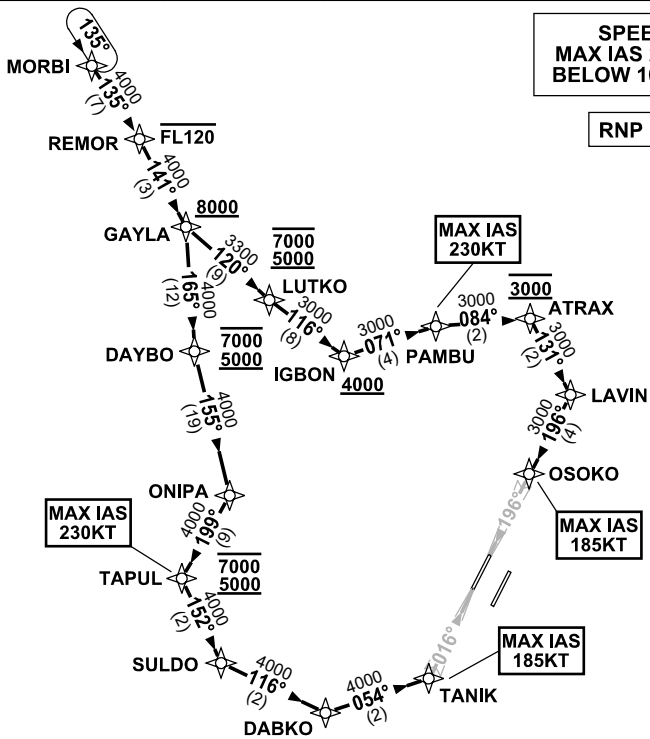 SPEE
MAX IAS
BELOW 10
RNP
135°
MORBI
4000
135°
(7)
REMOR
FL120
4000
141°
(3)
GAYLA
8000
3300
120°
(9)
7000
5000
LUTKO
3000
116°
(8)
IGBON
4000
3000
071°
(4)
PAMBU
MAX IAS
230KT
3000
084°
(2)
3000
ATRAX
3000
131°
(2)
LAVIN
3000
196°
(4)
OSOKO
MAX IAS
185KT
196°
4000
165°
(12)
DAYBO
7000
5000
4000
155°
(19)
ONIPA
4000
199°
(6)
MAX IAS
230KT
TAPUL
7000
5000
4000
152°
(2)
SULDO
4000
116°
(2)
DABKO
4000
054°
(2)
TANIK
MAX IAS
185KT
016°